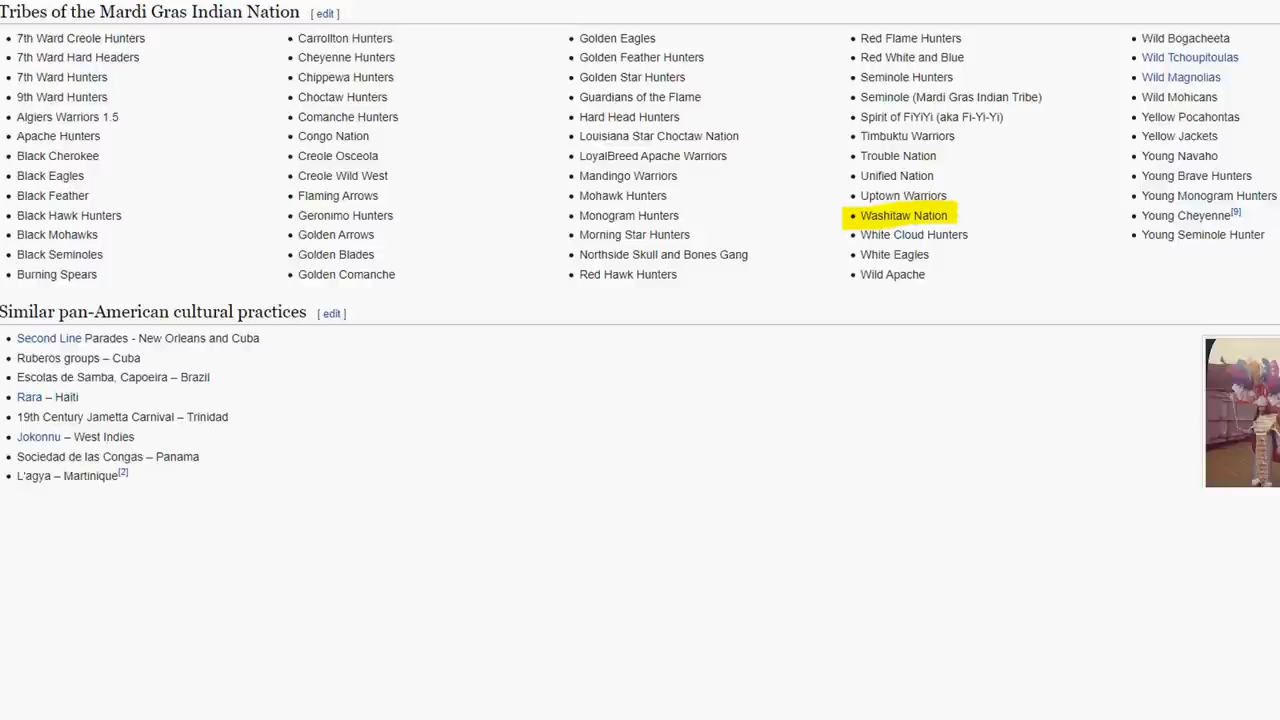 Tribes of the Mardi Gras Indian Nation [ edit ]
• 7th Ward Creole Hunters
• 7th Ward Hard Headers
• 7th Ward Hunters
• 9th Ward Hunters
• Algiers Warriors 1.5
• Apache Hunters
• Black Cherokee
• Black Eagles
• Black Feather
• Black Hawk Hunters
• Black Mohawks
• Black Seminoles
• Burning Spears
• Carrollton Hunters
• Cheyenne Hunters
• Chippewa Hunters
• Choctaw Hunters
• Comanche Hunters
• Congo Nation
• Creole Osceola
• Creole Wild West
• Flaming Arrows
• Geronimo Hunters
• Golden Arrows
• Golden Blades
• Golden Comanche
• Golden Eagles
• Golden Feather Hunters
• Golden Star Hunters
• Guardians of the Flame
• Hard Head Hunters
• Louisiana Star Choctaw Nation
• LoyalBreed Apache Warriors
• Mandingo Warriors
• Mohawk Hunters
• Monogram Hunters
• Morning Star Hunters
• Northside Skull and Bones Gang
• Red Hawk Hunters
• Red Flame Hunters
• Red White and Blue
• Seminole Hunters
• Seminole (Mardi Gras Indian Tribe)
• Spirit of FiYiYi (aka Fi-Yi-Yi)
• Timbuktu Warriors
• Trouble Nation
• Unified Nation
• Uptown Warriors
• Washitaw Nation
• White Cloud Hunters
• White Eagles
• Wild Apache
• Wild Bogacheeta
• Wild Tchoupitoulas
• Wild Magnolias
• Wild Mohicans
• Yellow Pocahontas
• Yellow Jackets
• Young Navaho
• Young Brave Hunters
• Young Monogram Hunters
• Young Cheyenne[9]
• Young Seminole Hunter
Similar pan-American cultural practices [ edit ]
• Second Line Parades - New Orleans and Cuba
• Ruberos groups – Cuba
• Escolas de Samba, Capoeira – Brazil
• Rara – Haiti
• 19th Century Jametta Carnival – Trinidad
• Jokonnu – West Indies
• Sociedad de las Congas – Panama
• L'agya – Martinique[2]